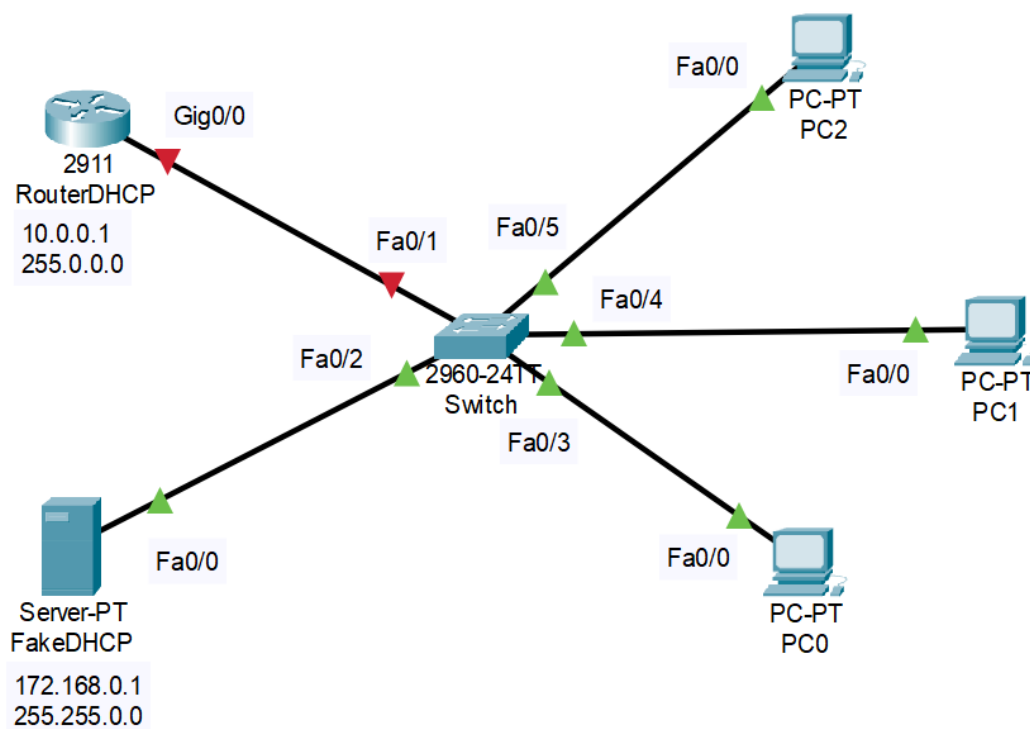 Gig0/0
2911
RouterDHCP
10.0.0.1
255.0.0.0
Fa0/1
Fa0/0
PC-PT
PC2
Fa0/5
Fa0/4
Fa0/0
PC-PT
PC1
Fa0/2
2960-24TT
Switch
Fa0/3
Fa0/0
PC-PT
PC0
Fa0/0
Server-PT
FakeDHCP
172.168.0.1
255.255.0.0